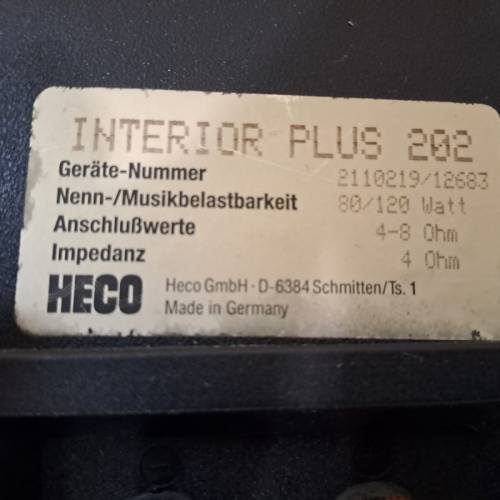 INTERIOR PLUS 202
Geräte-Nummer 2110219/12683
Nenn-/Musikbelastbarkeit 80/120 Watt
Anschlußwerte 4-8 Ohm
Impedanz 4 Ohm
HECO Heco GmbH · D-6384 Schmitten/Ts. 1
Made in Germany